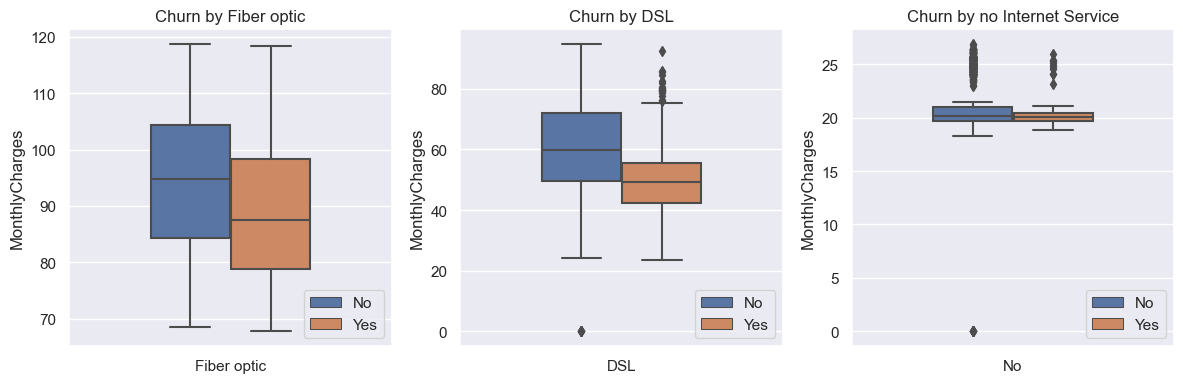 Churn by Fiber optic
120
110
100
90
80
70
MonthlyCharges
Fiber optic
No
Yes
Churn by DSL
80
60
40
20
0
MonthlyCharges
DSL
No
Yes
Churn by no Internet Service
25
20
15
10
5
0
MonthlyCharges
No
No
Yes